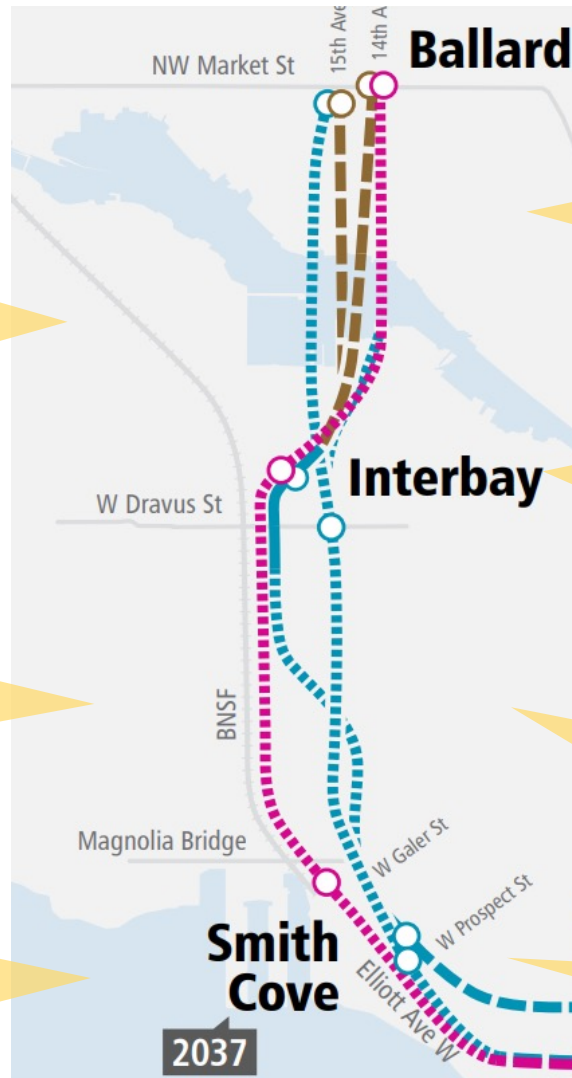 15th Ave
14th A
Ballard
NW Market St
Interbay
W Dravus St
BNSF
Magnolia Bridge
W Galer St
W Prospect St
Smith
Cove
Elliott Ave W
2037